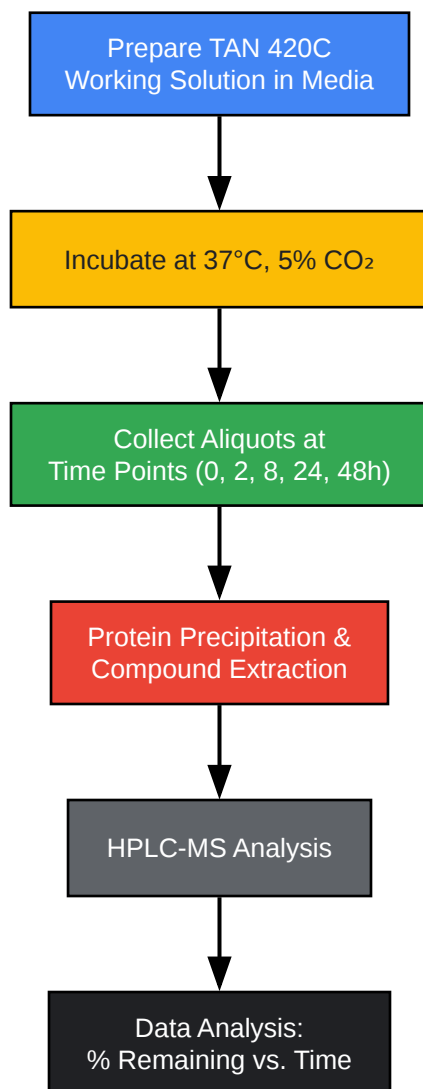 Prepare TAN 420C
Working Solution in Media
Incubate at 37°C, 5% CO₂
Collect Aliquots at
Time Points (0, 2, 8, 24, 48h)
Protein Precipitation &
Compound Extraction
HPLC-MS Analysis
Data Analysis:
% Remaining vs. Time